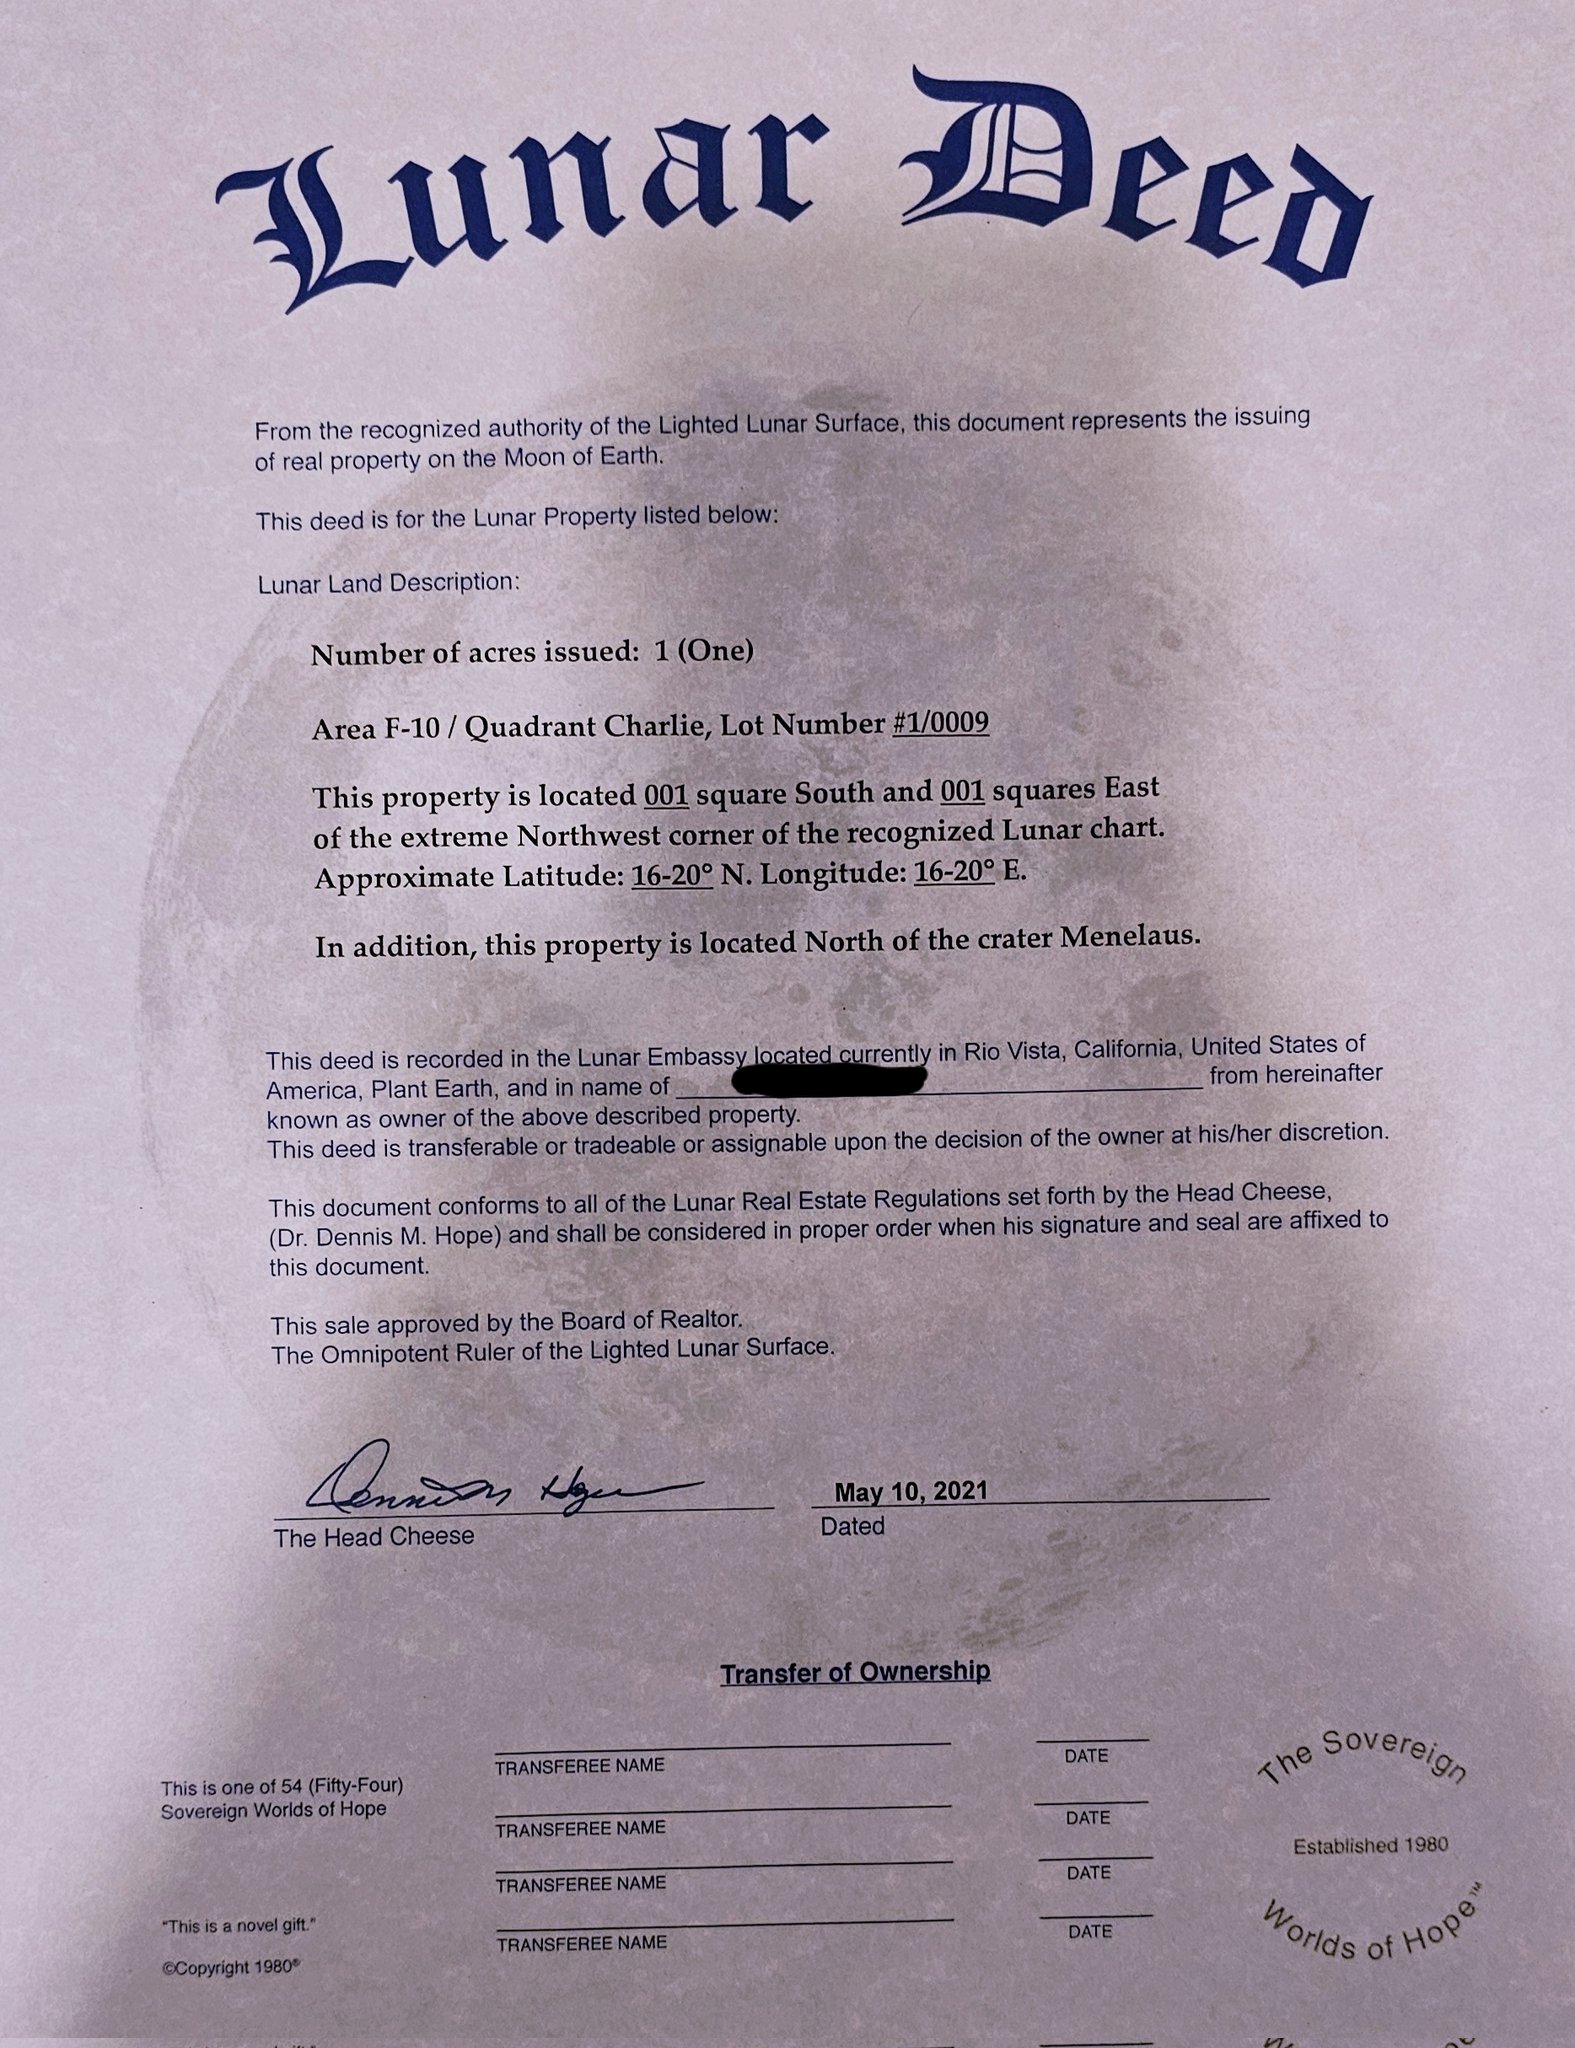 Lunar Deed
From the recognized authority of the Lighted Lunar Surface, this document represents the issuing
of real property on the Moon of Earth.
This deed is for the Lunar Property listed below:
Lunar Land Description:
Number of acres issued: 1 (One)
Area F-10 / Quadrant Charlie, Lot Number #1/0009
This property is located 001 square South and 001 squares East
of the extreme Northwest corner of the recognized Lunar chart.
Approximate Latitude: 16-20° N. Longitude: 16-20° E.
In addition, this property is located North of the crater Menelaus.
This deed is recorded in the Lunar Embassy located currently in Rio Vista, California, United States of
America, Plant Earth, and in name of from hereinafter
known as owner of the above described property.
This deed is transferable or tradeable or assignable upon the decision of the owner at his/her discretion.
This document conforms to all of the Lunar Real Estate Regulations set forth by the Head Cheese,
(Dr. Dennis M. Hope) and shall be considered in proper order when his signature and seal are affixed to
this document.
This sale approved by the Board of Realtor.
The Omnipotent Ruler of the Lighted Lunar Surface.
May 10, 2021
The Head Cheese
Dated
Transfer of Ownership
TRANSFEREE NAME DATE
TRANSFEREE NAME DATE
TRANSFEREE NAME DATE
TRANSFEREE NAME DATE
This is one of 54 (Fifty-Four)
Sovereign Worlds of Hope
"This is a novel gift."
©Copyright 1980®
The Sovereign
Established 1980
Worlds of Hope™